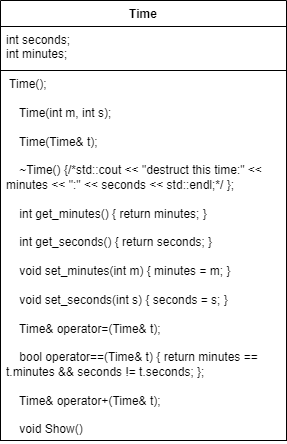 Time
int seconds;
int minutes;
Time();
Time(int m, int s);
Time(Time& t);
~Time() {/*std::cout << "destruct this time:" <<
minutes << ":" << seconds << std::endl;*/ };
int get_minutes() { return minutes; }
int get_seconds() { return seconds; }
void set_minutes(int m) { minutes = m; }
void set_seconds(int s) { seconds = s; }
Time& operator=(Time& t);
bool operator==(Time& t) { return minutes ==
t.minutes && seconds != t.seconds; };
Time& operator+(Time& t);
void Show()